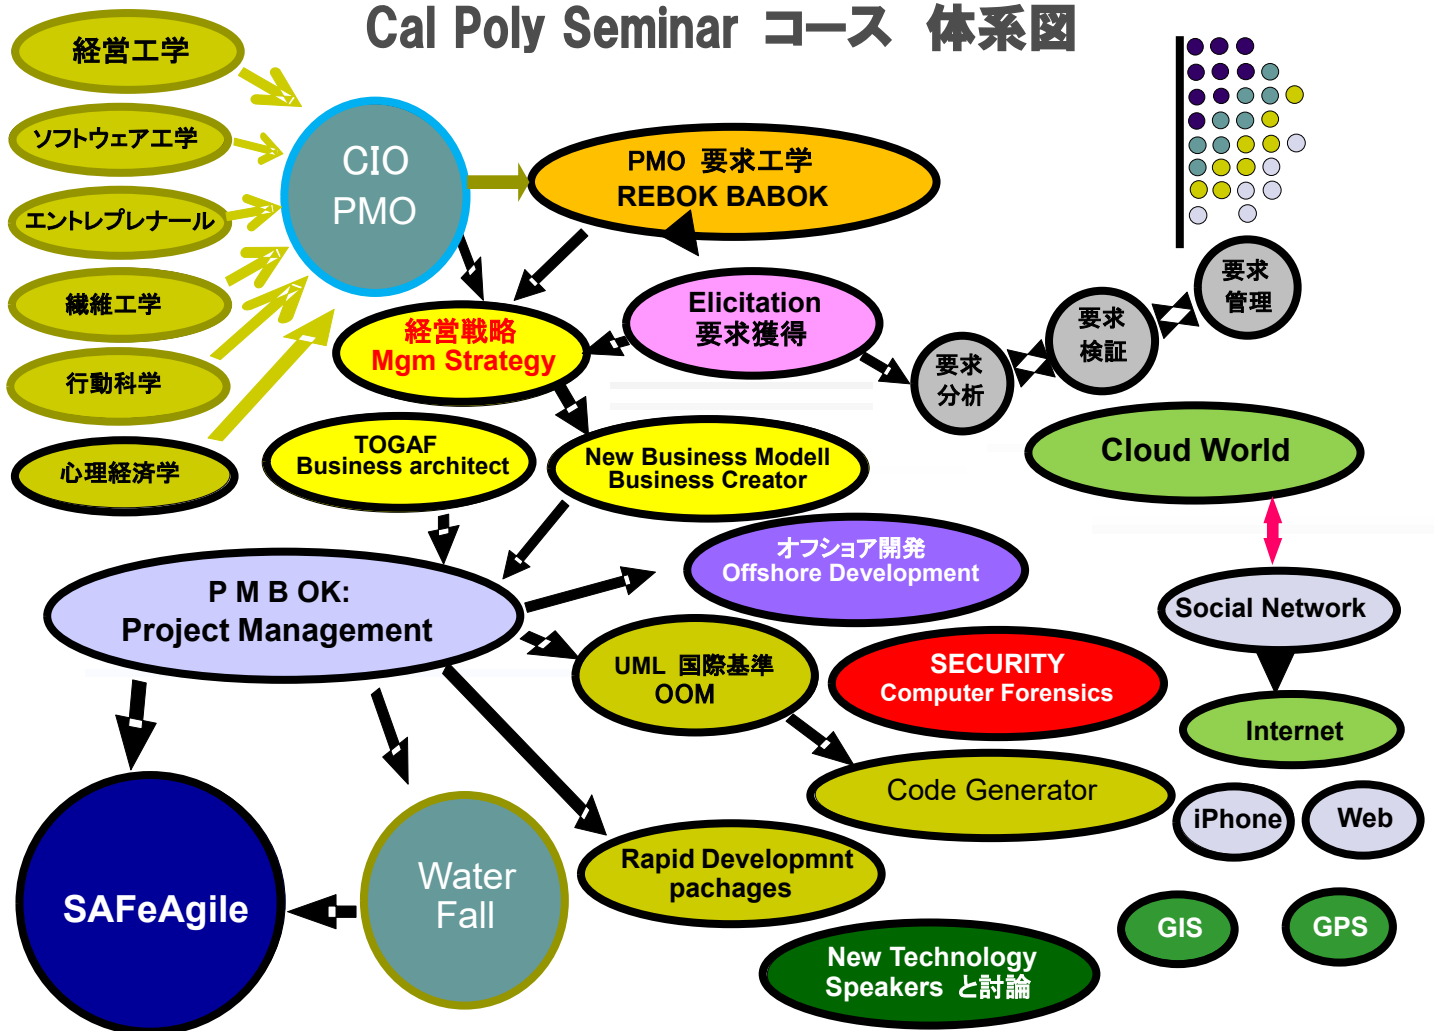 Cal Poly Seminar コース 体系図
経営工学
ソフトウェア工学
エントレプレナール
繊維工学
行動科学
心理経済学
CIO
PMO
PMO 要求工学
REBOK BABOK
経営戦略
Mgm Strategy
Elicitation
要求獲得
要求
分析
要求
検証
要求
管理
TOGAF
Business architect
New Business Modell
Business Creator
Cloud World
オフショア開発
Offshore Development
P M B OK:
Project Management
Social Network
UML 国際基準
OOM
SECURITY
Computer Forensics
Internet
Code Generator
iPhone
Web
Rapid Developmnt
pachages
Water
Fall
SAFeAgile
GIS
GPS
New Technology
Speakers と討論